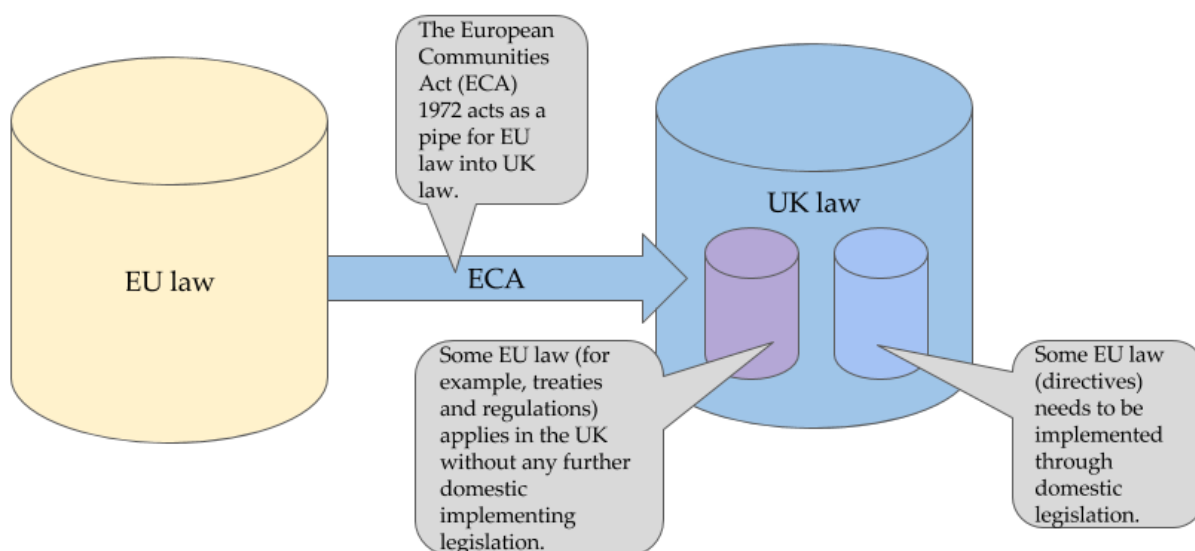 The European
Communities
Act (ECA)
1972 acts as a
pipe for EU
law into UK
law.
EU law
ECA
UK law
Some EU law (for
example, treaties
and regulations)
applies in the UK
without any further
domestic
implementing
legislation.
Some EU law
(directives)
needs to be
implemented
through
domestic
legislation.